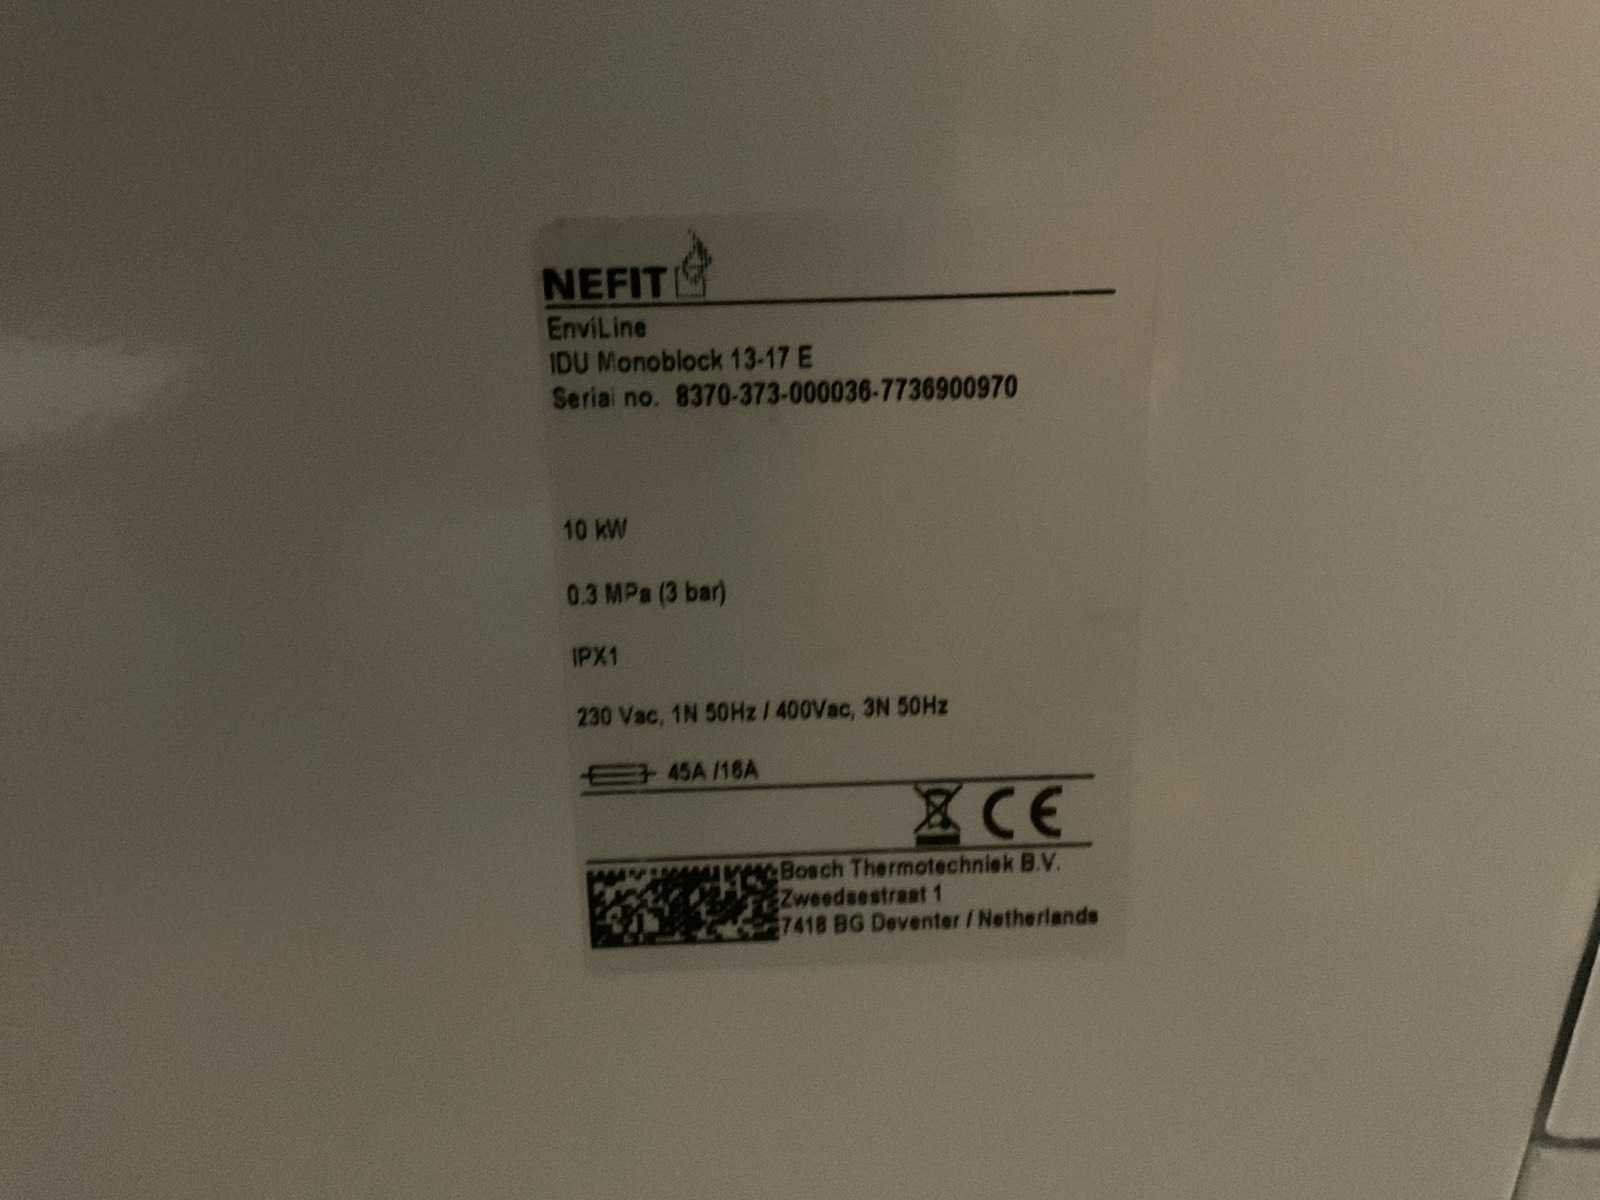 NEFIT
EnviLine
IDU Monoblock 13-17 E
Serial no. 8370-373-000036-7736900970
10 kW
0.3 MPa (3 bar)
IPX1
230 Vac, 1N 50Hz / 400Vac, 3N 50Hz
45A /16A
CE
Bosch Thermotechniek B.V.
Zweedsestraat 1
7418 BG Deventer / Netherlands